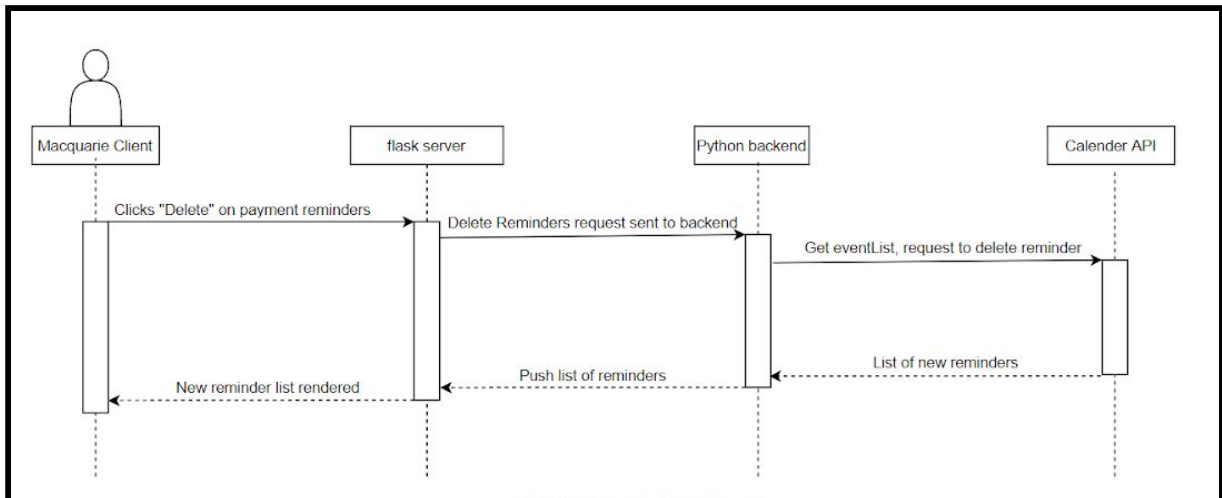 Macquarie Client
flask server
Python backend
Calender API
Clicks "Delete" on payment reminders
Delete Reminders request sent to backend
Get eventList, request to delete reminder
List of new reminders
Push list of reminders
New reminder list rendered